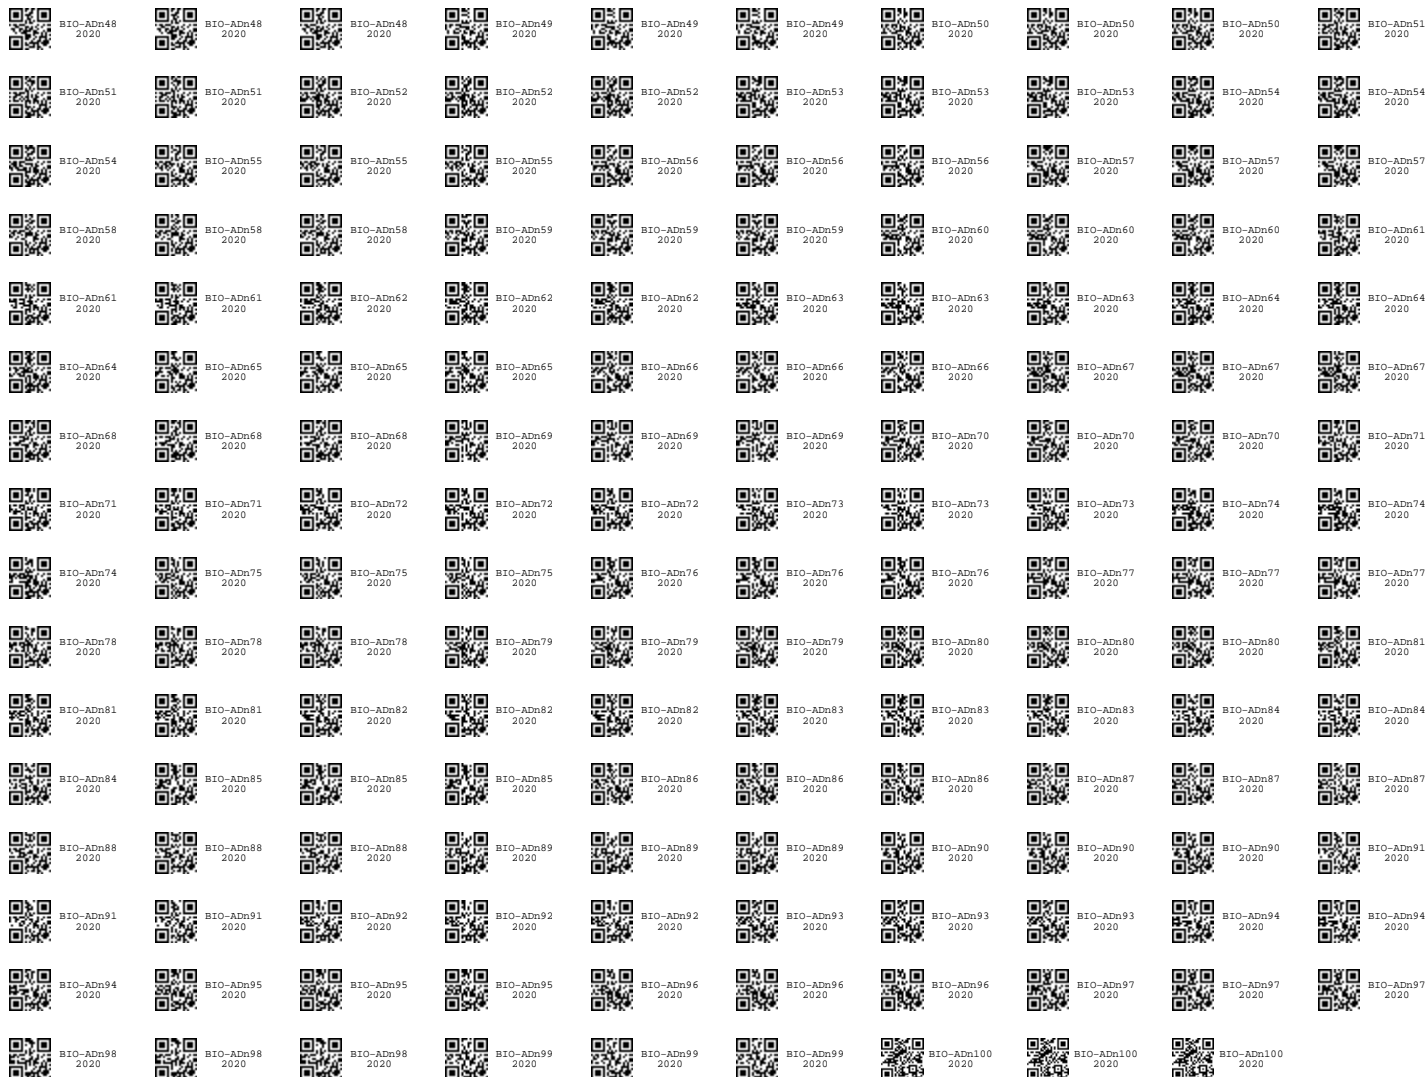 BIO-ADn48 BIO-ADn48 BIO-ADn48 BIO-ADn49 BIO-ADn49 BIO-ADn49 BIO-ADn50 BIO-ADn50 BIO-ADn50 BIO-ADn51
2020 2020 2020 2020 2020 2020 2020 2020 2020 2020
BIO-ADn51 BIO-ADn51 BIO-ADn52 BIO-ADn52 BIO-ADn52 BIO-ADn53 BIO-ADn53 BIO-ADn53 BIO-ADn54 BIO-ADn54
2020 2020 2020 2020 2020 2020 2020 2020 2020 2020
BIO-ADn54 BIO-ADn55 BIO-ADn55 BIO-ADn55 BIO-ADn56 BIO-ADn56 BIO-ADn56 BIO-ADn57 BIO-ADn57 BIO-ADn57
2020 2020 2020 2020 2020 2020 2020 2020 2020 2020
BIO-ADn58 BIO-ADn58 BIO-ADn58 BIO-ADn59 BIO-ADn59 BIO-ADn59 BIO-ADn60 BIO-ADn60 BIO-ADn60 BIO-ADn61
2020 2020 2020 2020 2020 2020 2020 2020 2020 2020
BIO-ADn61 BIO-ADn61 BIO-ADn62 BIO-ADn62 BIO-ADn62 BIO-ADn63 BIO-ADn63 BIO-ADn63 BIO-ADn64 BIO-ADn64
2020 2020 2020 2020 2020 2020 2020 2020 2020 2020
BIO-ADn64 BIO-ADn65 BIO-ADn65 BIO-ADn65 BIO-ADn66 BIO-ADn66 BIO-ADn66 BIO-ADn67 BIO-ADn67 BIO-ADn67
2020 2020 2020 2020 2020 2020 2020 2020 2020 2020
BIO-ADn68 BIO-ADn68 BIO-ADn68 BIO-ADn69 BIO-ADn69 BIO-ADn69 BIO-ADn70 BIO-ADn70 BIO-ADn70 BIO-ADn71
2020 2020 2020 2020 2020 2020 2020 2020 2020 2020
BIO-ADn71 BIO-ADn71 BIO-ADn72 BIO-ADn72 BIO-ADn72 BIO-ADn73 BIO-ADn73 BIO-ADn73 BIO-ADn74 BIO-ADn74
2020 2020 2020 2020 2020 2020 2020 2020 2020 2020
BIO-ADn74 BIO-ADn75 BIO-ADn75 BIO-ADn75 BIO-ADn76 BIO-ADn76 BIO-ADn76 BIO-ADn77 BIO-ADn77 BIO-ADn77
2020 2020 2020 2020 2020 2020 2020 2020 2020 2020
BIO-ADn78 BIO-ADn78 BIO-ADn78 BIO-ADn79 BIO-ADn79 BIO-ADn79 BIO-ADn80 BIO-ADn80 BIO-ADn80 BIO-ADn81
2020 2020 2020 2020 2020 2020 2020 2020 2020 2020
BIO-ADn81 BIO-ADn81 BIO-ADn82 BIO-ADn82 BIO-ADn82 BIO-ADn83 BIO-ADn83 BIO-ADn83 BIO-ADn84 BIO-ADn84
2020 2020 2020 2020 2020 2020 2020 2020 2020 2020
BIO-ADn84 BIO-ADn85 BIO-ADn85 BIO-ADn85 BIO-ADn86 BIO-ADn86 BIO-ADn86 BIO-ADn87 BIO-ADn87 BIO-ADn87
2020 2020 2020 2020 2020 2020 2020 2020 2020 2020
BIO-ADn88 BIO-ADn88 BIO-ADn88 BIO-ADn89 BIO-ADn89 BIO-ADn89 BIO-ADn90 BIO-ADn90 BIO-ADn90 BIO-ADn91
2020 2020 2020 2020 2020 2020 2020 2020 2020 2020
BIO-ADn91 BIO-ADn91 BIO-ADn92 BIO-ADn92 BIO-ADn92 BIO-ADn93 BIO-ADn93 BIO-ADn93 BIO-ADn94 BIO-ADn94
2020 2020 2020 2020 2020 2020 2020 2020 2020 2020
BIO-ADn94 BIO-ADn95 BIO-ADn95 BIO-ADn95 BIO-ADn96 BIO-ADn96 BIO-ADn96 BIO-ADn97 BIO-ADn97 BIO-ADn97
2020 2020 2020 2020 2020 2020 2020 2020 2020 2020
BIO-ADn98 BIO-ADn98 BIO-ADn98 BIO-ADn99 BIO-ADn99 BIO-ADn99 BIO-ADn100 BIO-ADn100 BIO-ADn100
2020 2020 2020 2020 2020 2020 2020 2020 2020